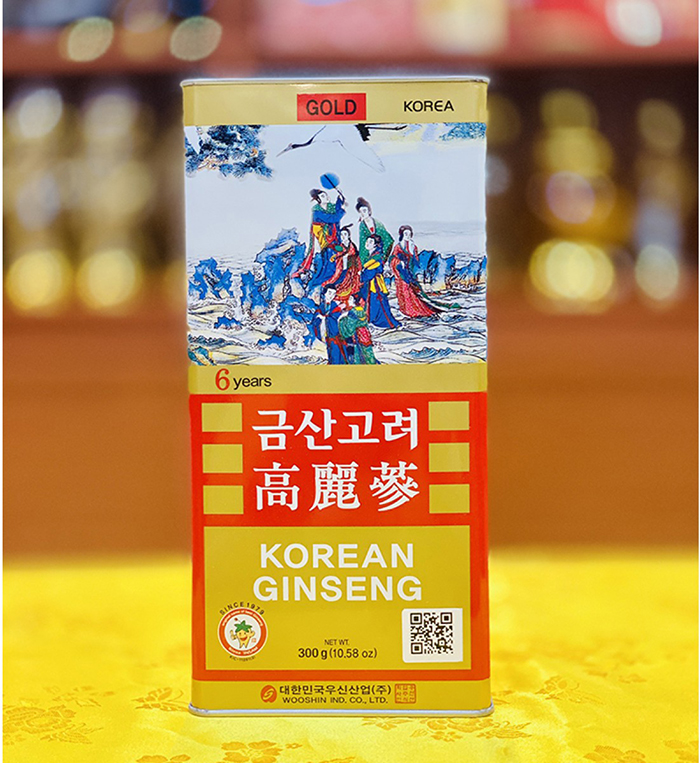 GOLD
KOREA
6 years
금산고려
高麗蔘
KOREAN
GINSENG
SINCE 1979
NET WT.
300 g (10.58 oz)
대한민국우신산업(주)
WOOSHIN IND. CO., LTD.